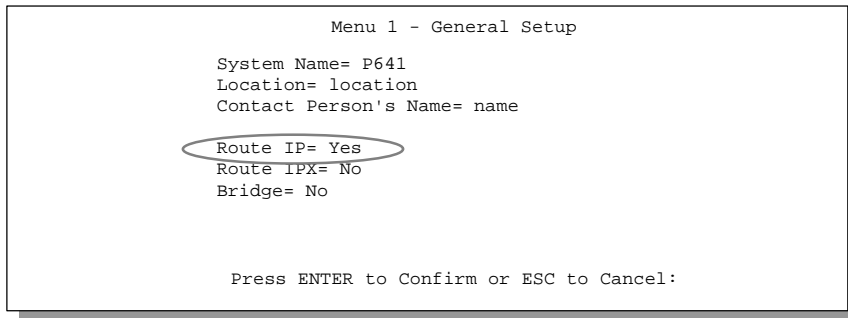 Menu 1 - General Setup
System Name= P641
Location= location
Contact Person's Name= name
Route IP= Yes
Route IPX= No
Bridge= No
Press ENTER to Confirm or ESC to Cancel: